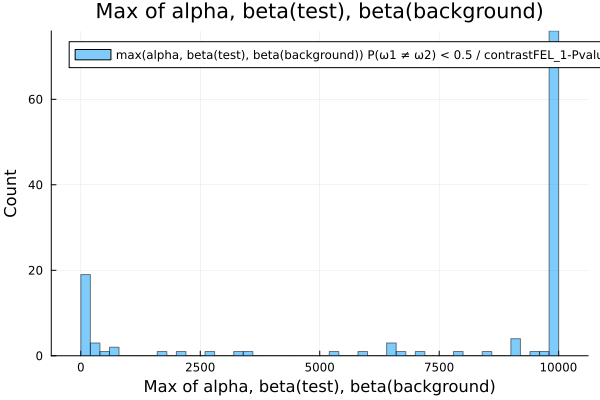 Max of alpha, beta(test), beta(background)
max(alpha, beta(test), beta(background)) P(ω1 ≠ ω2) < 0.5 / contrastFEL_1-Pvalu
60
40
20
0
Count
0 2500 5000 7500 10000
Max of alpha, beta(test), beta(background)